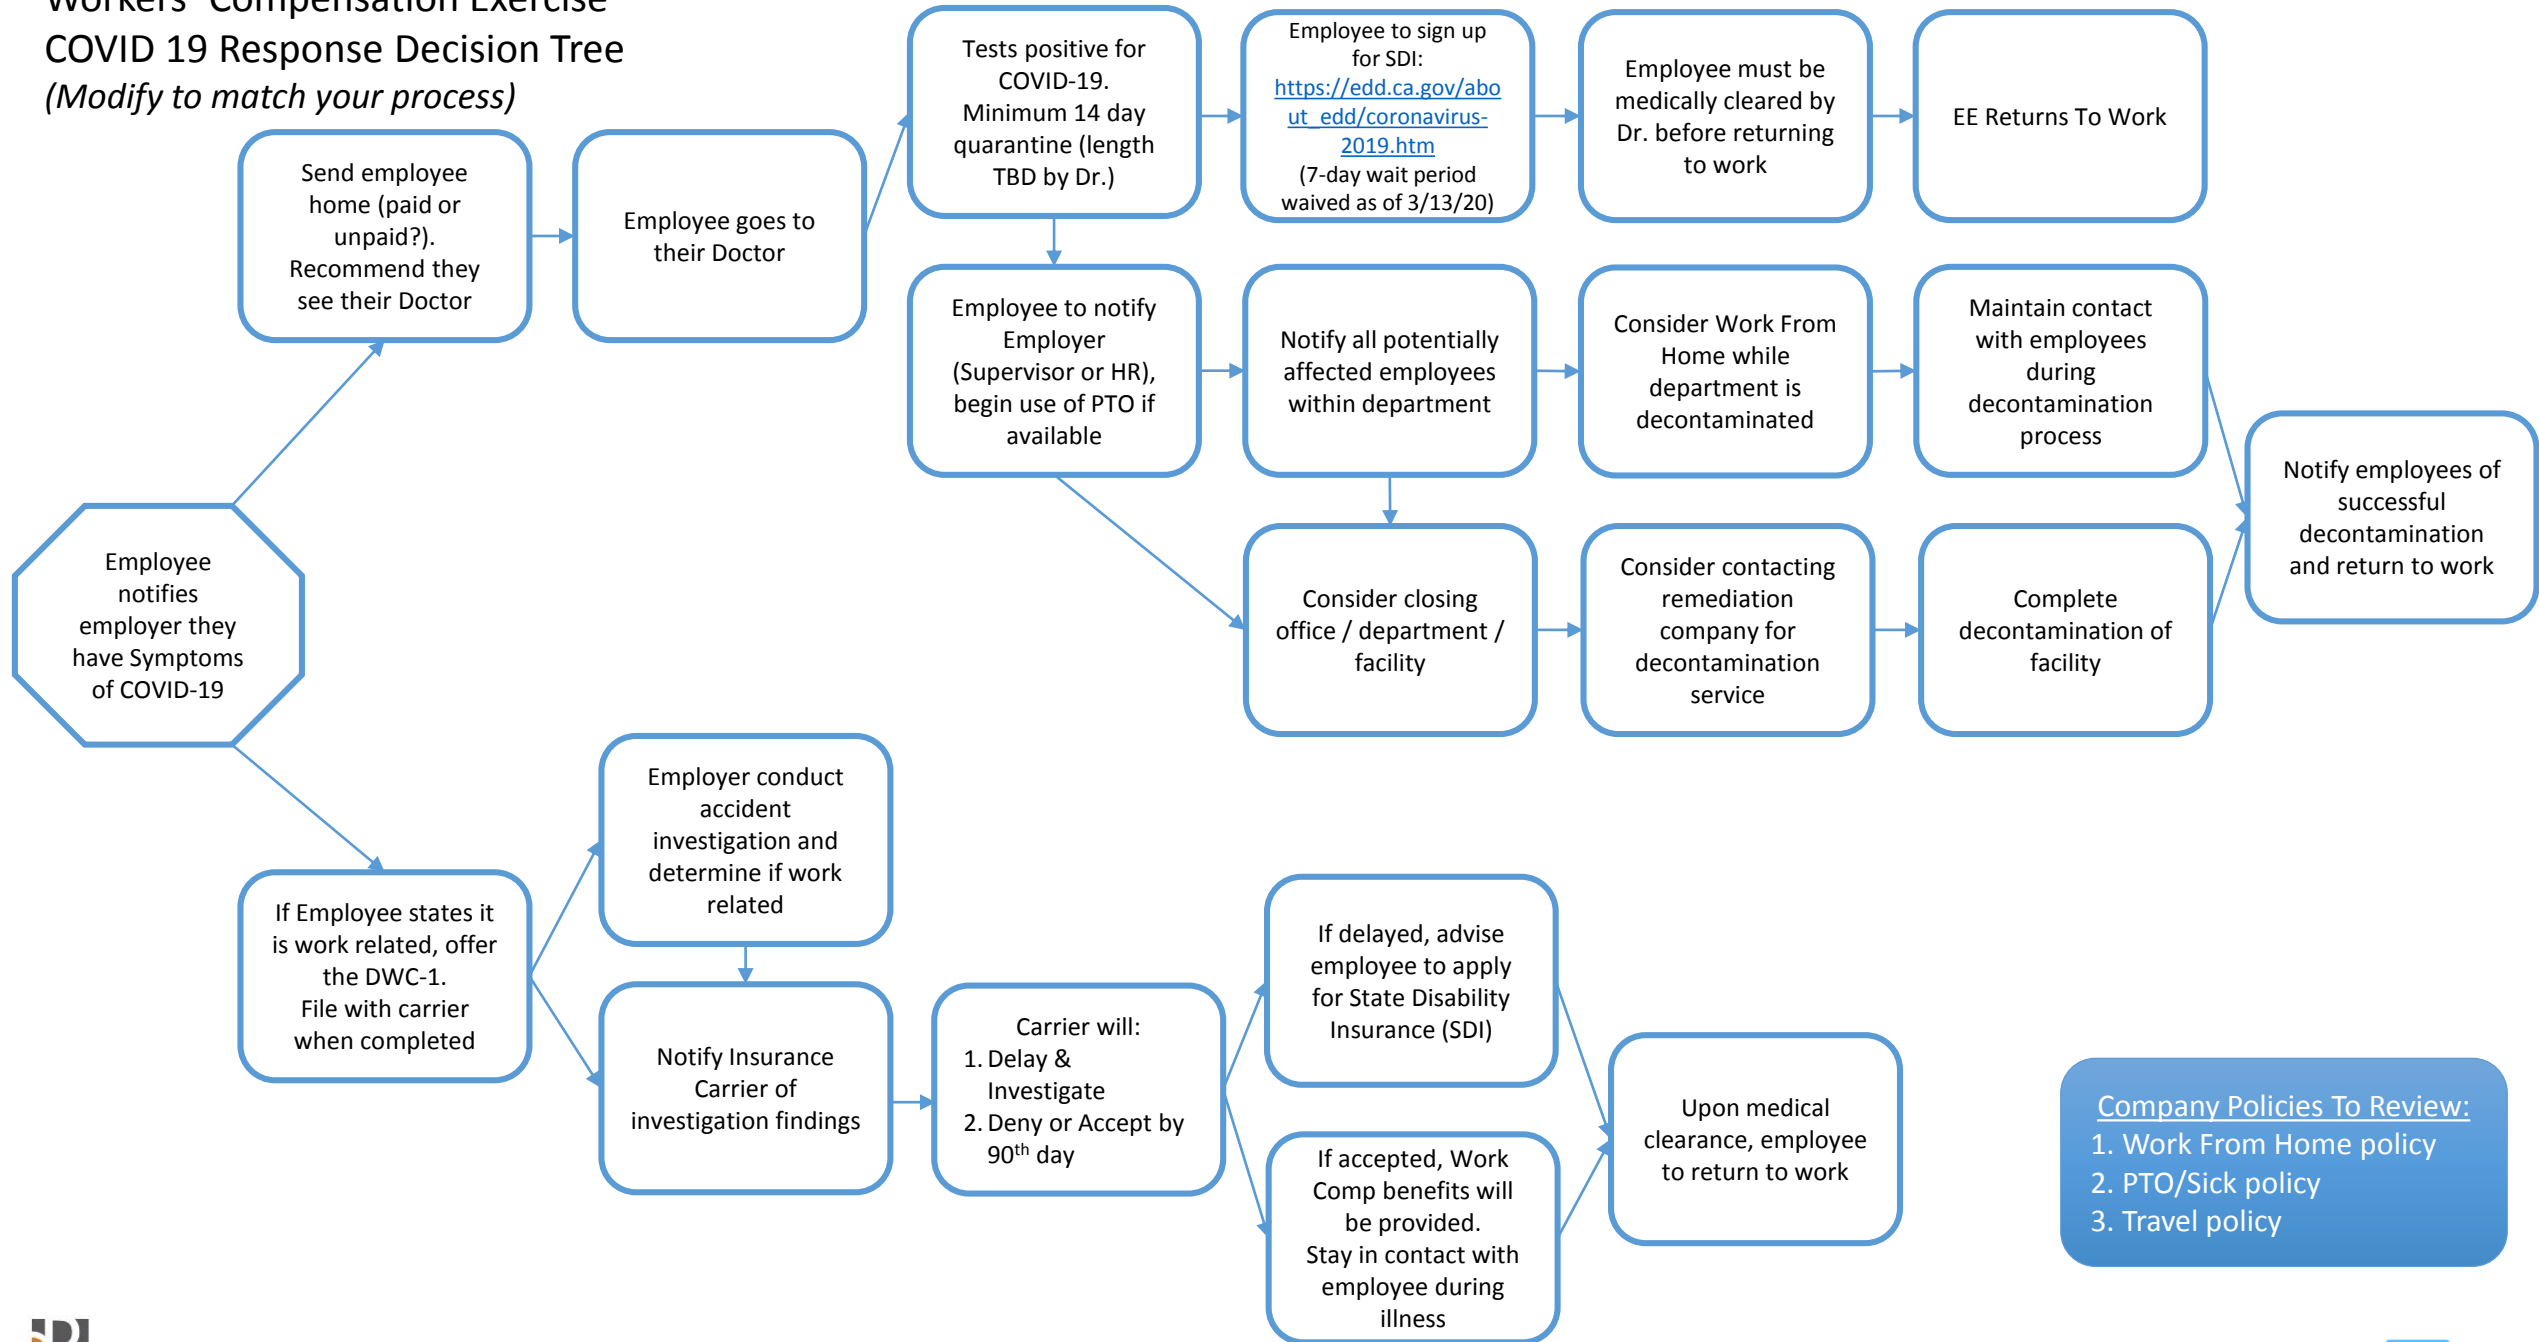 Workers' Compensation Exercise
COVID 19 Response Decision Tree
(Modify to match your process)
Tests positive for
COVID-19.
Minimum 14 day
quarantine (length
TBD by Dr.)
Employee to sign up
for SDI:
https://edd.ca.gov/abo
ut_edd/coronavirus-
2019.htm
(7-day wait period
waived as of 3/13/20)
Employee must be
medically cleared by
Dr. before returning
to work
EE Returns To Work
Send employee
home (paid or
unpaid?).
Recommend they
see their Doctor
Employee goes to
their Doctor
Employee to notify
Employer
(Supervisor or HR),
begin use of PTO if
available
Notify all potentially
affected employees
within department
Consider Work From
Home while
department is
decontaminated
Maintain contact
with employees
during
decontamination
process
Notify employees of
successful
decontamination
and return to work
Employee
notifies
employer they
have Symptoms
of COVID-19
Consider closing
office / department /
facility
Consider contacting
remediation
company for
decontamination
service
Complete
decontamination of
facility
Employer conduct
accident
investigation and
determine if work
related
If Employee states it
is work related, offer
the DWC-1.
File with carrier
when completed
Notify Insurance
Carrier of
investigation findings
Carrier will:
1. Delay &
Investigate
2. Deny or Accept by
90th day
If delayed, advise
employee to apply
for State Disability
Insurance (SDI)
If accepted, Work
Comp benefits will
be provided.
Stay in contact with
employee during
illness
Upon medical
clearance, employee
to return to work
Company Policies To Review:
1. Work From Home policy
2. PTO/Sick policy
3. Travel policy